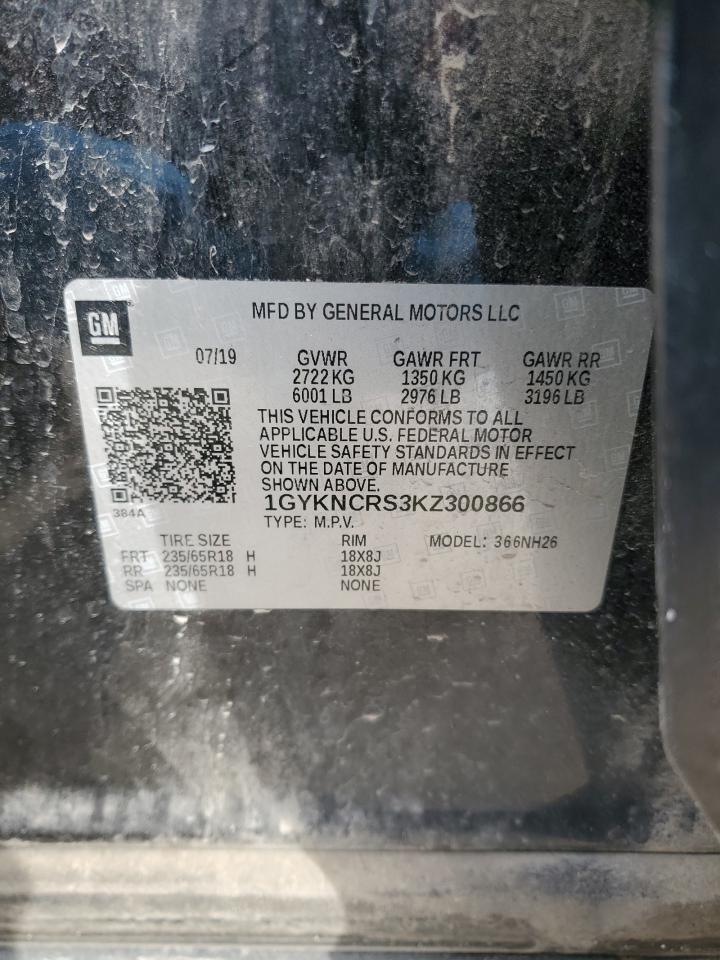 GM
MFD BY GENERAL MOTORS LLC
07/19 GVWR GAWR FRT GAWR RR
2722 KG 1350 KG 1450 KG
6001 LB 2976 LB 3196 LB
THIS VEHICLE CONFORMS TO ALL
APPLICABLE U.S. FEDERAL MOTOR
VEHICLE SAFETY STANDARDS IN EFFECT
ON THE DATE OF MANUFACTURE
SHOWN ABOVE.
384A
1GYKNCRS3KZ300866
TYPE: M.P.V.
TIRE SIZE RIM MODEL: 366NH26
FRT 235/65R18 H 18X8J
RR 235/65R18 H 18X8J
SPA NONE NONE